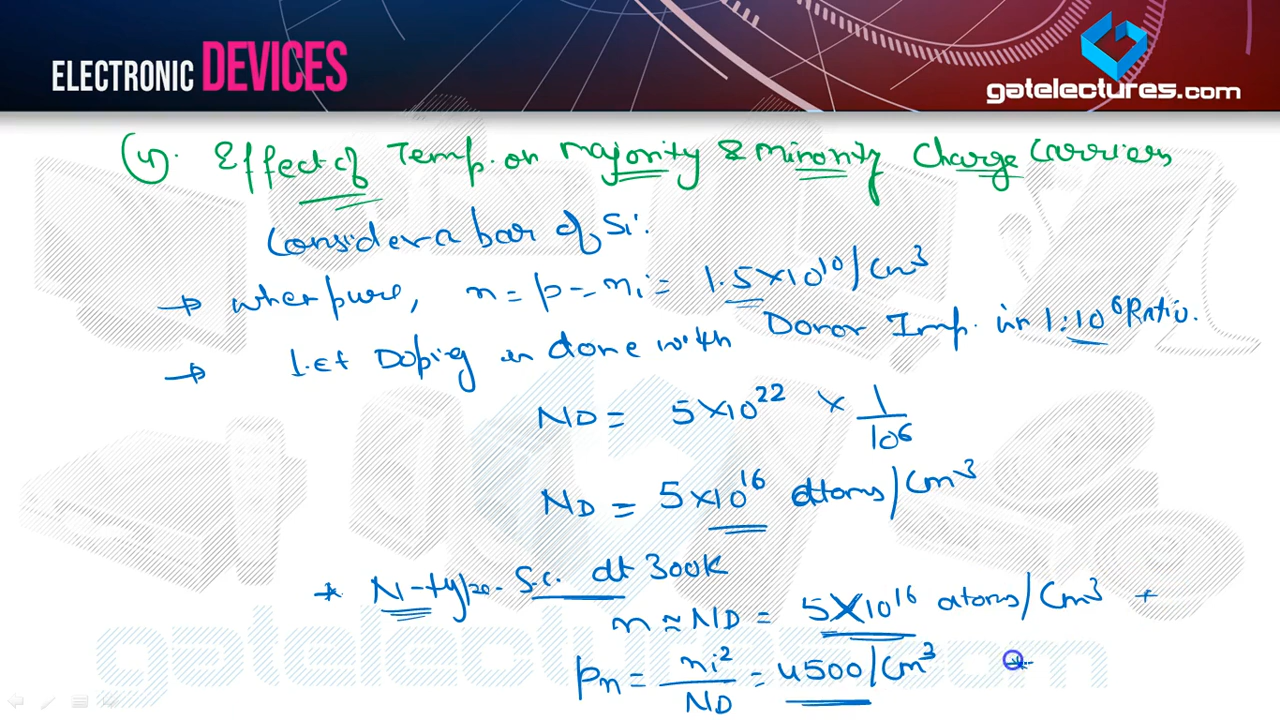 ELECTRONIC DEVICES
gatelectures.com
(4). Effect of Temp. on majority & minority Charge Carriers
Consider a bar of Si.
→ when pure, n = p = ni = 1.5×10¹⁰/cm³
→ Let Doping is done with Donor Imp. in 1:10⁶ Ratio.
ND = 5×10²² × 1/10⁶
ND = 5×10¹⁶ atoms/cm³
* N-type S.C. at 300K
n ≈ ND = 5×10¹⁶ atoms/cm³
pn = ni²/ND = 4500/cm³
gatelectures.com